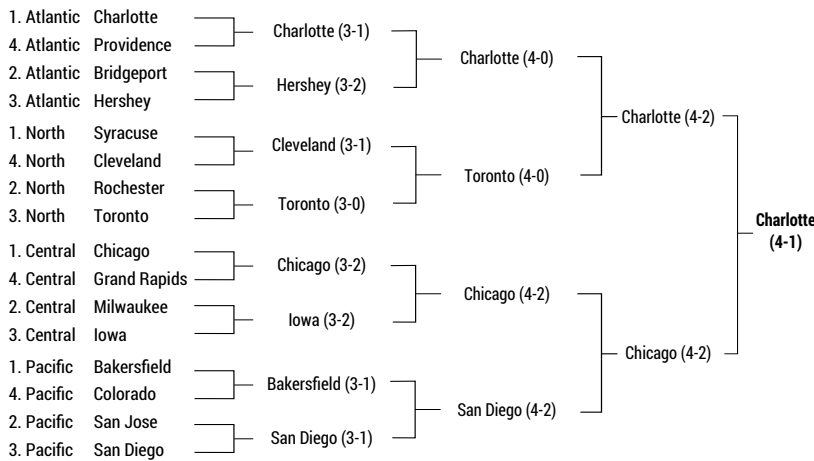 1. Atlantic Charlotte
4. Atlantic Providence
2. Atlantic Bridgeport
3. Atlantic Hershey
1. North Syracuse
4. North Cleveland
2. North Rochester
3. North Toronto
1. Central Chicago
4. Central Grand Rapids
2. Central Milwaukee
3. Central Iowa
1. Pacific Bakersfield
4. Pacific Colorado
2. Pacific San Jose
3. Pacific San Diego
Charlotte (3-1)
Hershey (3-2)
Cleveland (3-1)
Toronto (3-0)
Chicago (3-2)
Iowa (3-2)
Bakersfield (3-1)
San Diego (3-1)
Charlotte (4-0)
Toronto (4-0)
Chicago (4-2)
San Diego (4-2)
Charlotte (4-2)
Chicago (4-2)
Charlotte
(4-1)